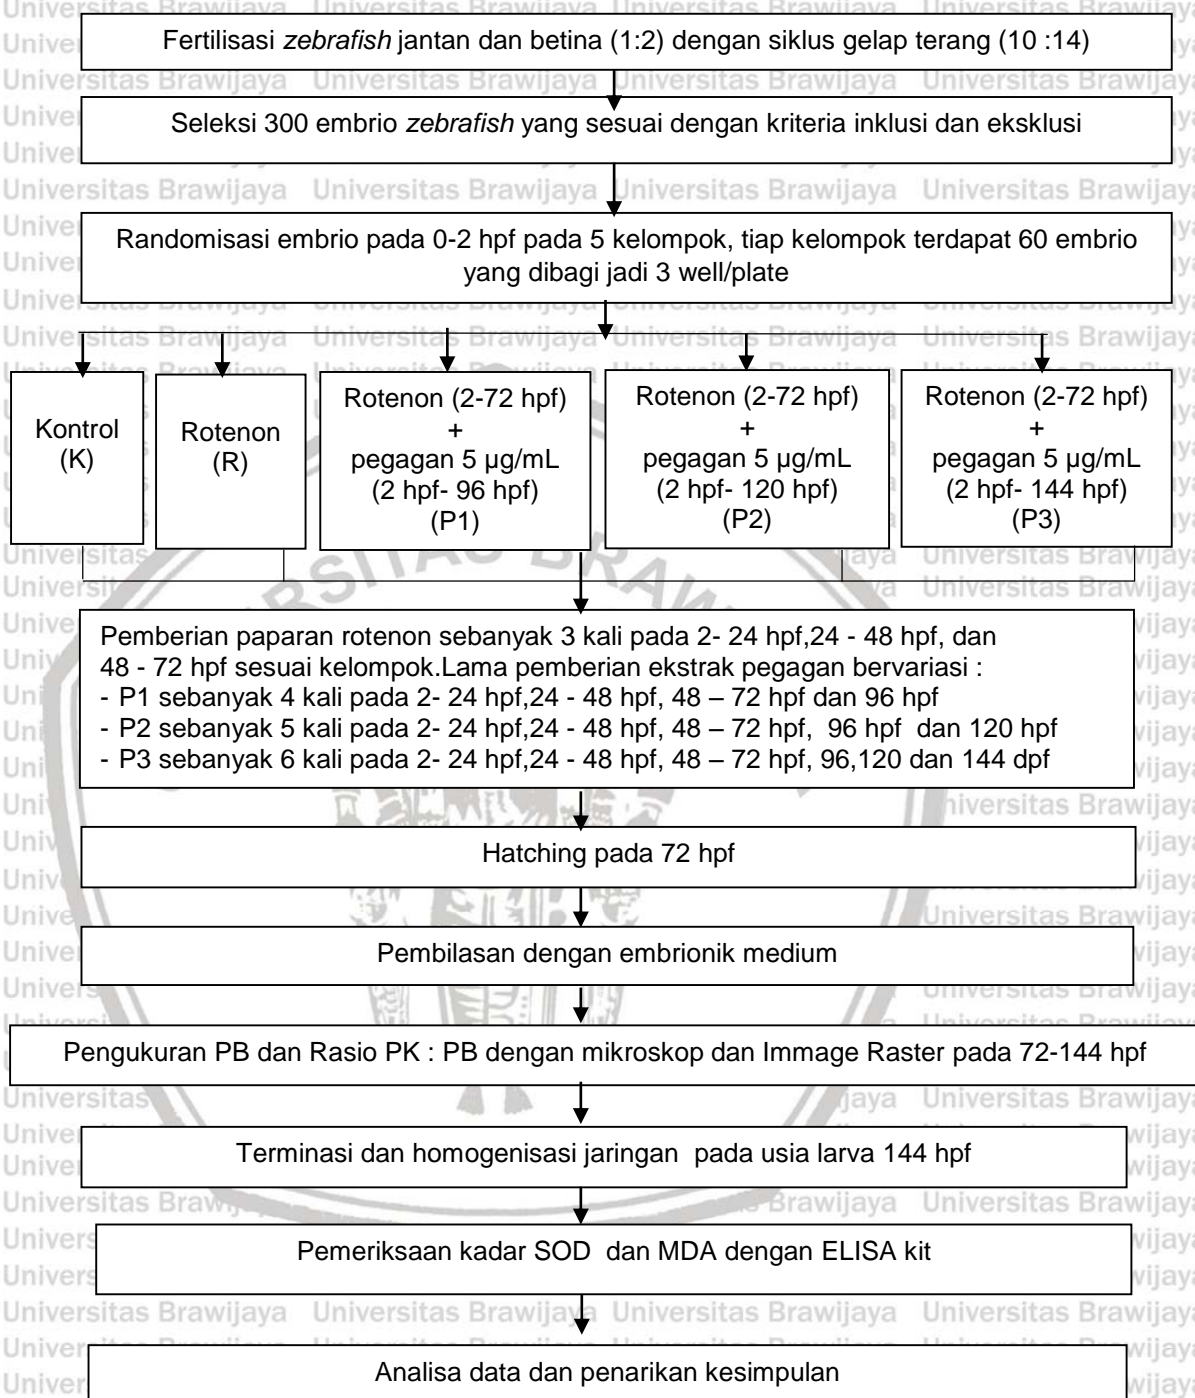 Fertilisasi zebrafish jantan dan betina (1:2) dengan siklus gelap terang (10 :14)
Seleksi 300 embrio zebrafish yang sesuai dengan kriteria inklusi dan eksklusi
Randomisasi embrio pada 0-2 hpf pada 5 kelompok, tiap kelompok terdapat 60 embrio
yang dibagi jadi 3 well/plate
Kontrol
(K)
Rotenon
(R)
Rotenon (2-72 hpf)
+
pegagan 5 µg/mL
(2 hpf- 96 hpf)
(P1)
Rotenon (2-72 hpf)
+
pegagan 5 µg/mL
(2 hpf- 120 hpf)
(P2)
Rotenon (2-72 hpf)
+
pegagan 5 µg/mL
(2 hpf- 144 hpf)
(P3)
Pemberian paparan rotenon sebanyak 3 kali pada 2- 24 hpf,24 - 48 hpf, dan
48 - 72 hpf sesuai kelompok.Lama pemberian ekstrak pegagan bervariasi :
- P1 sebanyak 4 kali pada 2- 24 hpf,24 - 48 hpf, 48 – 72 hpf dan 96 hpf
- P2 sebanyak 5 kali pada 2- 24 hpf,24 - 48 hpf, 48 – 72 hpf, 96 hpf dan 120 hpf
- P3 sebanyak 6 kali pada 2- 24 hpf,24 - 48 hpf, 48 – 72 hpf, 96,120 dan 144 dpf
Hatching pada 72 hpf
Pembilasan dengan embrionik medium
Pengukuran PB dan Rasio PK : PB dengan mikroskop dan Immage Raster pada 72-144 hpf
Terminasi dan homogenisasi jaringan pada usia larva 144 hpf
Pemeriksaan kadar SOD dan MDA dengan ELISA kit
Analisa data dan penarikan kesimpulan